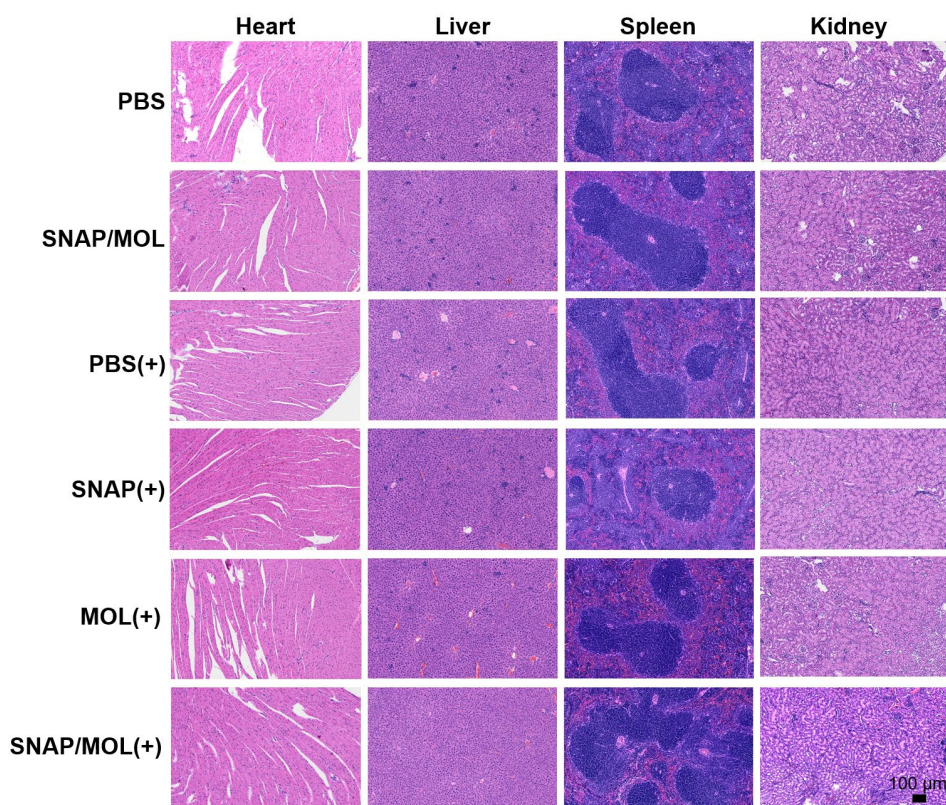 Heart Liver Spleen Kidney
PBS
SNAP/MOL
PBS(+)
SNAP(+)
MOL(+)
SNAP/MOL(+)
100 μm